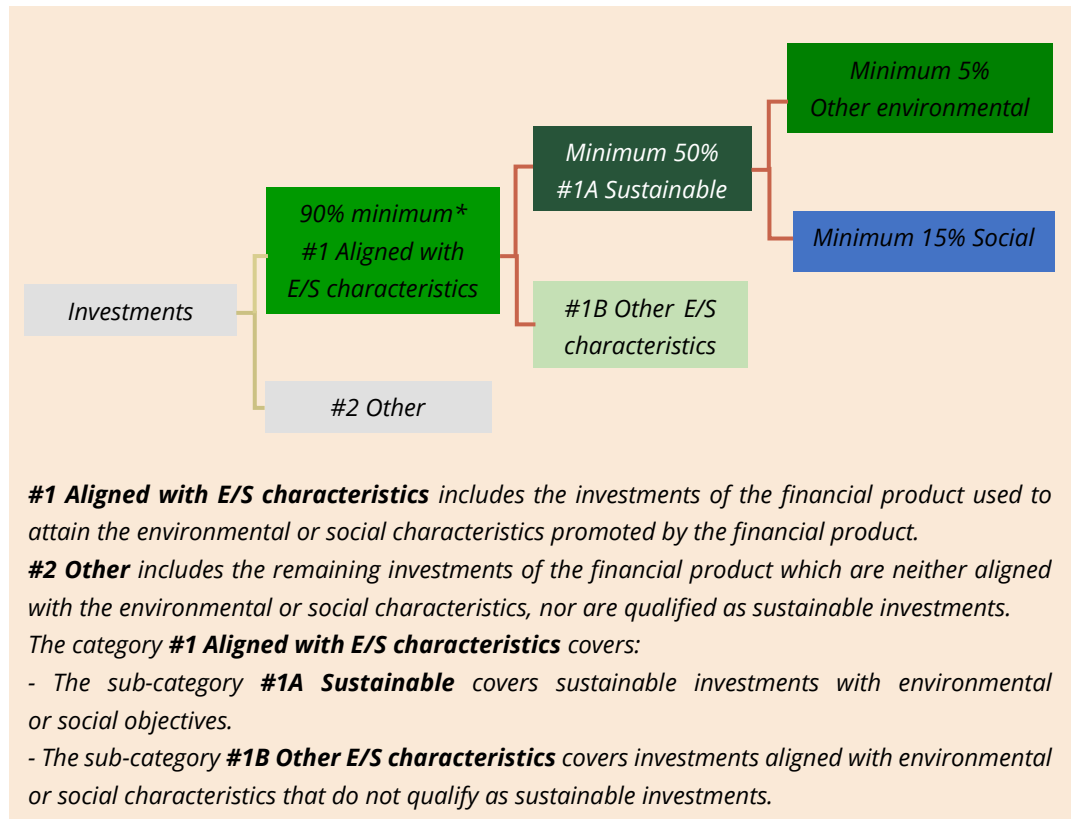 Minimum 5%
Other environmental
Minimum 50%
#1A Sustainable
90% minimum*
#1 Aligned with
E/S characteristics
Minimum 15% Social
Investments
#1B Other E/S
characteristics
#2 Other
#1 Aligned with E/S characteristics includes the investments of the financial product used to
attain the environmental or social characteristics promoted by the financial product.
#2 Other includes the remaining investments of the financial product which are neither aligned
with the environmental or social characteristics, nor are qualified as sustainable investments.
The category #1 Aligned with E/S characteristics covers:
- The sub-category #1A Sustainable covers sustainable investments with environmental
or social objectives.
- The sub-category #1B Other E/S characteristics covers investments aligned with environmental
or social characteristics that do not qualify as sustainable investments.